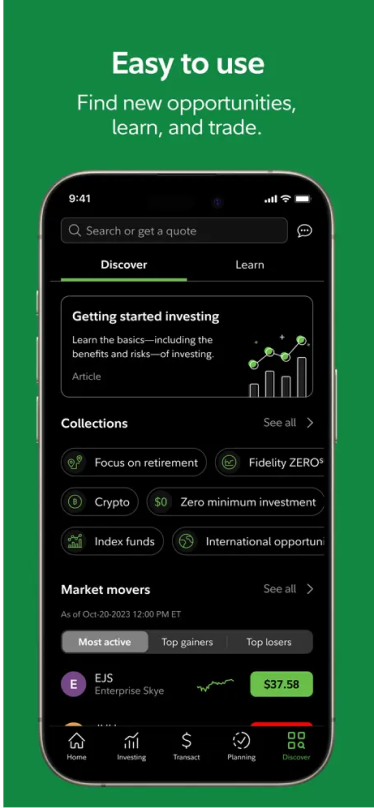 Easy to use
Find new opportunities,
learn, and trade.
9:41
Search or get a quote
Discover
Learn
Getting started investing
Learn the basics—including the
benefits and risks—of investing.
Article
Collections
See all
Focus on retirement
Fidelity ZEROˢ
Crypto
$0 Zero minimum investment
Index funds
International opportuni
Market movers
See all
As of Oct-20-2023 12:00 PM ET
Most active
Top gainers
Top losers
E
EJS
Enterprise Skye
$37.58
Home
Investing
Transact
Planning
Discover